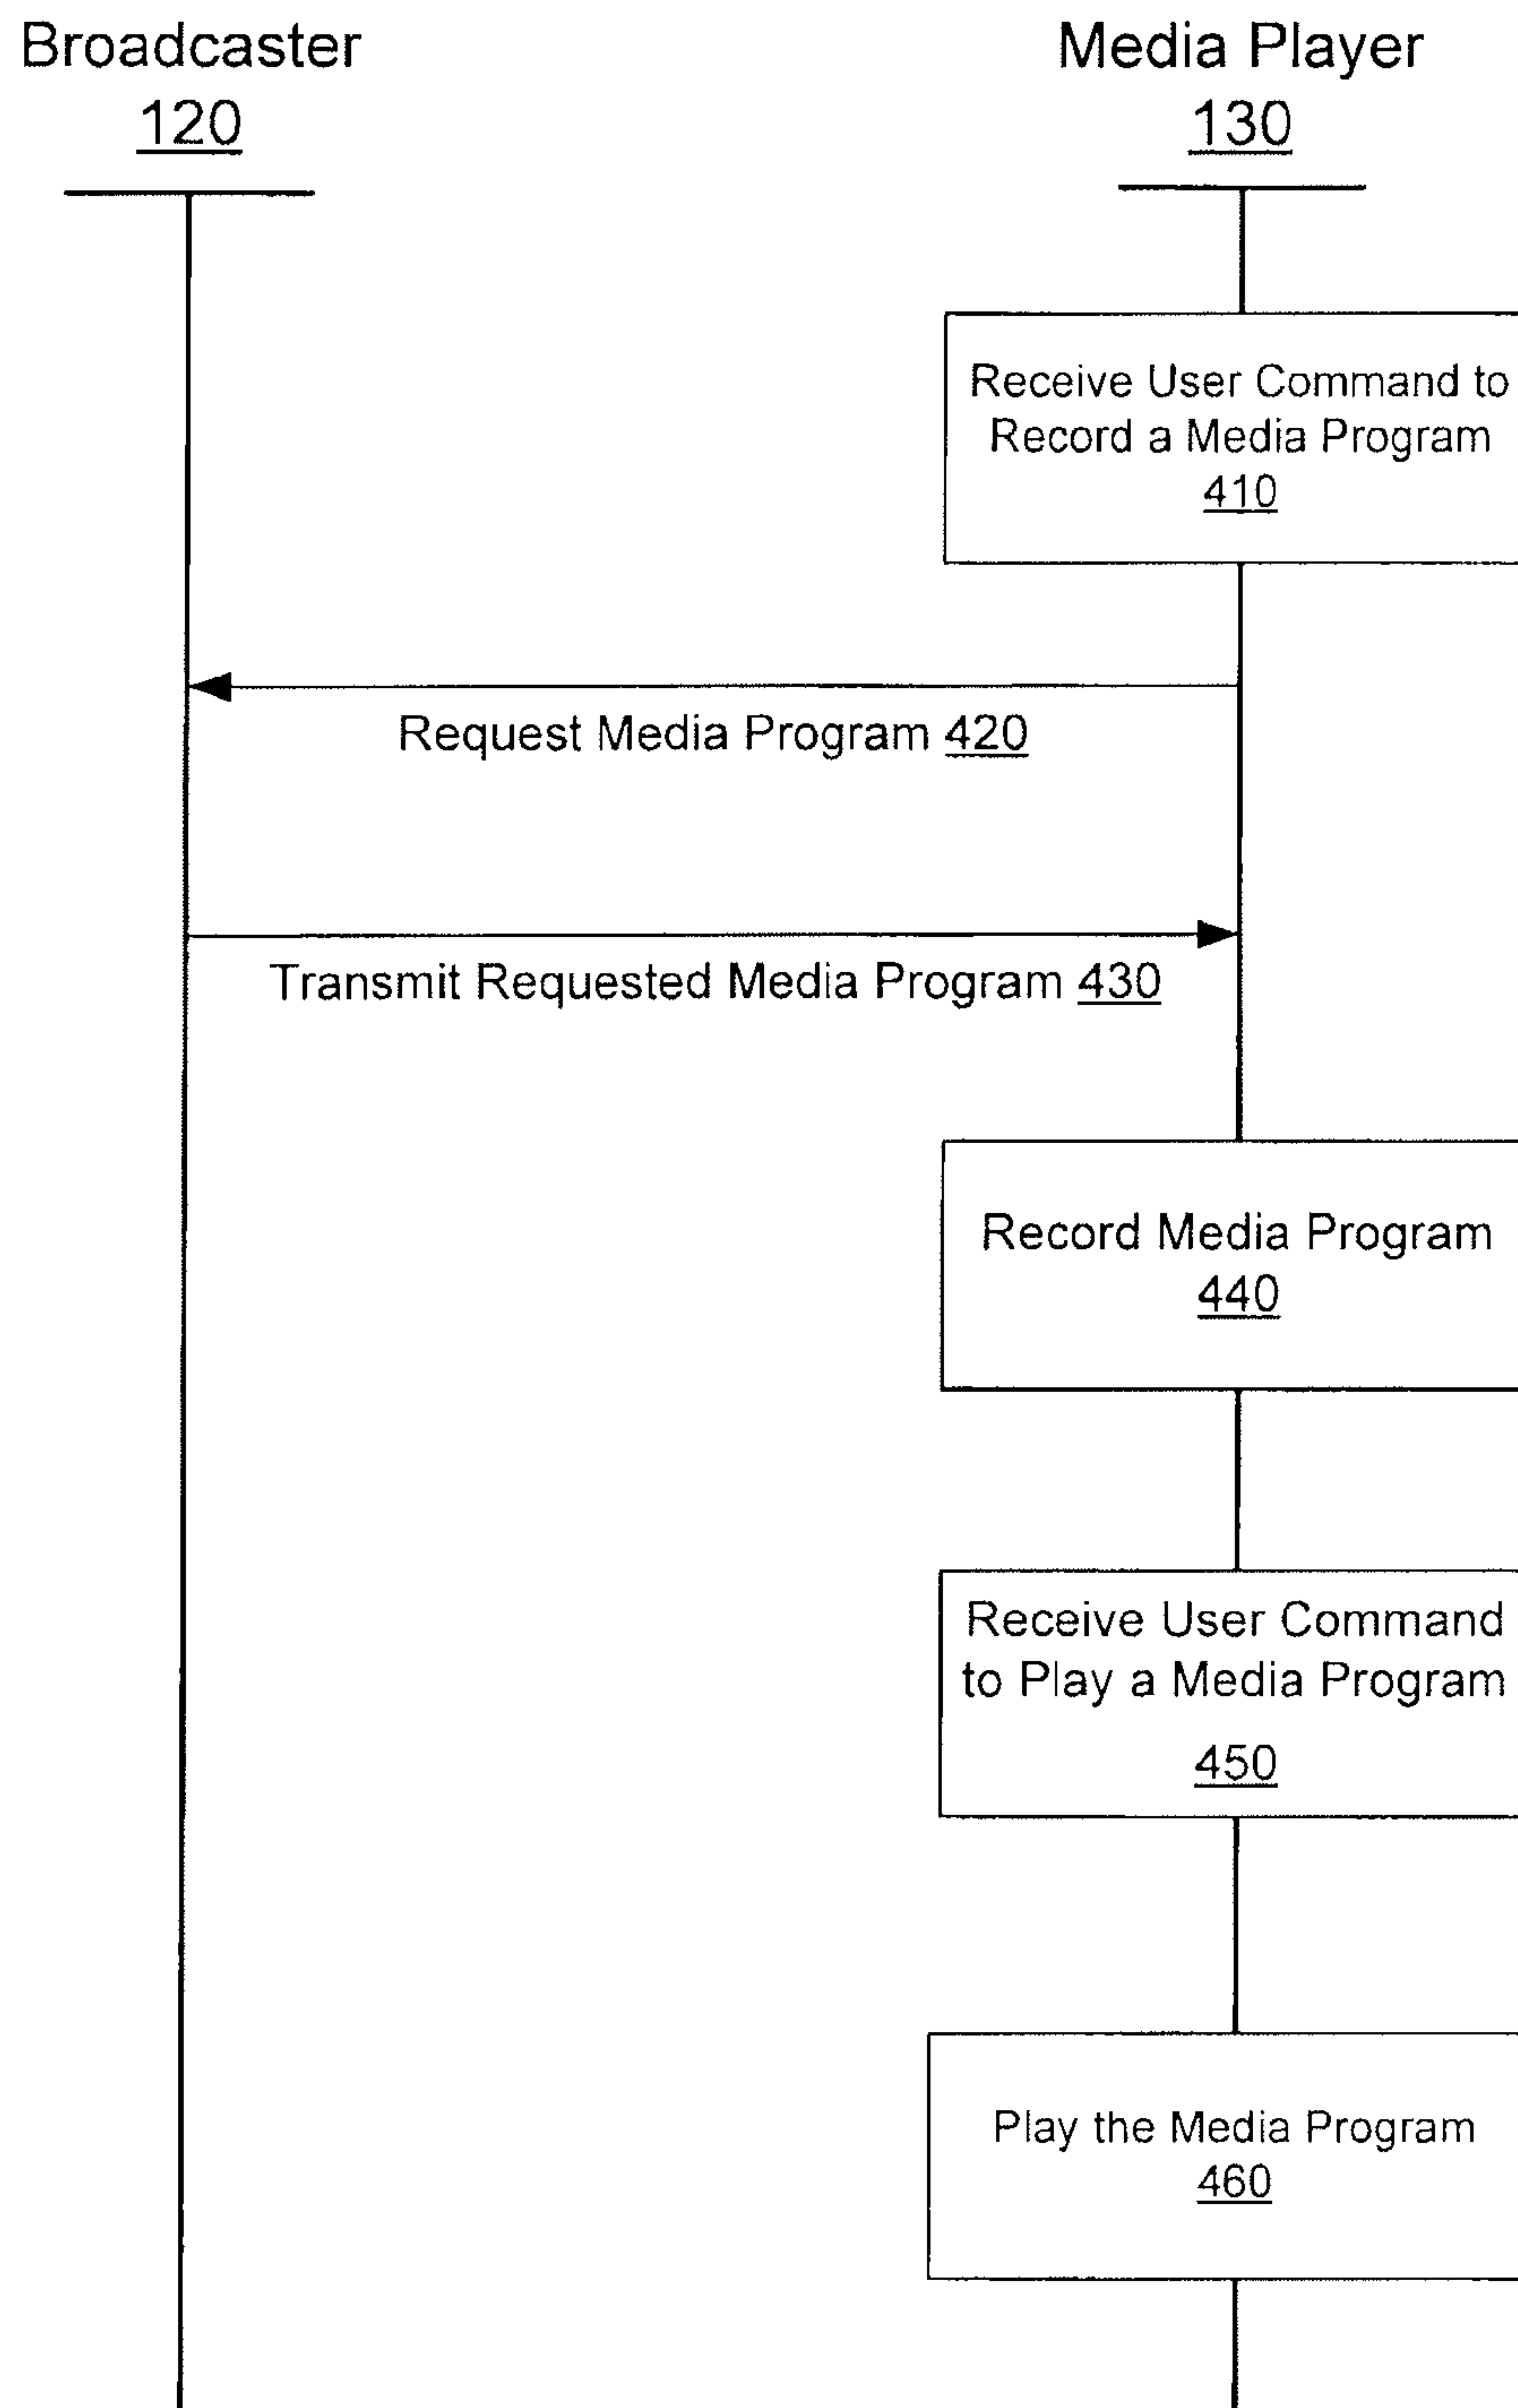 Broadcaster
120
Media Player
130
Receive User Command to
Record a Media Program
410
Request Media Program 420
Transmit Requested Media Program 430
Record Media Program
440
Receive User Command
to Play a Media Program
450
Play the Media Program
460